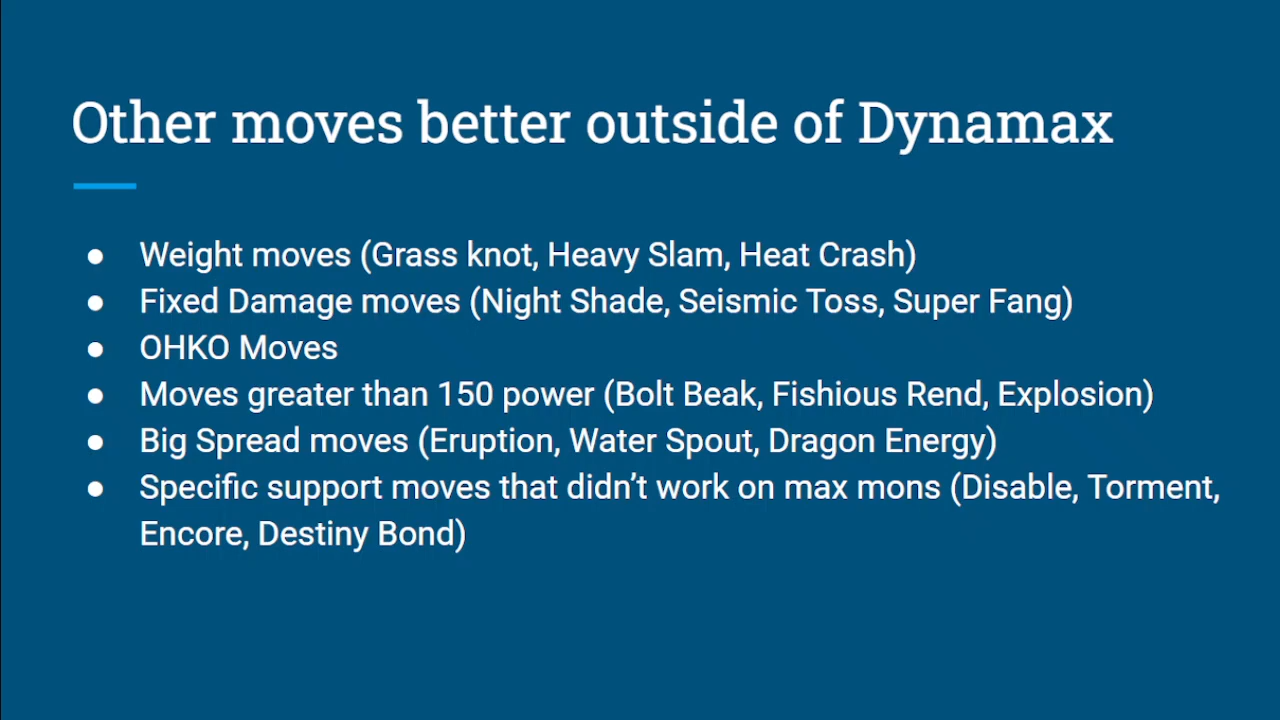 Other moves better outside of Dynamax
● Weight moves (Grass knot, Heavy Slam, Heat Crash)
● Fixed Damage moves (Night Shade, Seismic Toss, Super Fang)
● OHKO Moves
● Moves greater than 150 power (Bolt Beak, Fishious Rend, Explosion)
● Big Spread moves (Eruption, Water Spout, Dragon Energy)
● Specific support moves that didn’t work on max mons (Disable, Torment,
Encore, Destiny Bond)